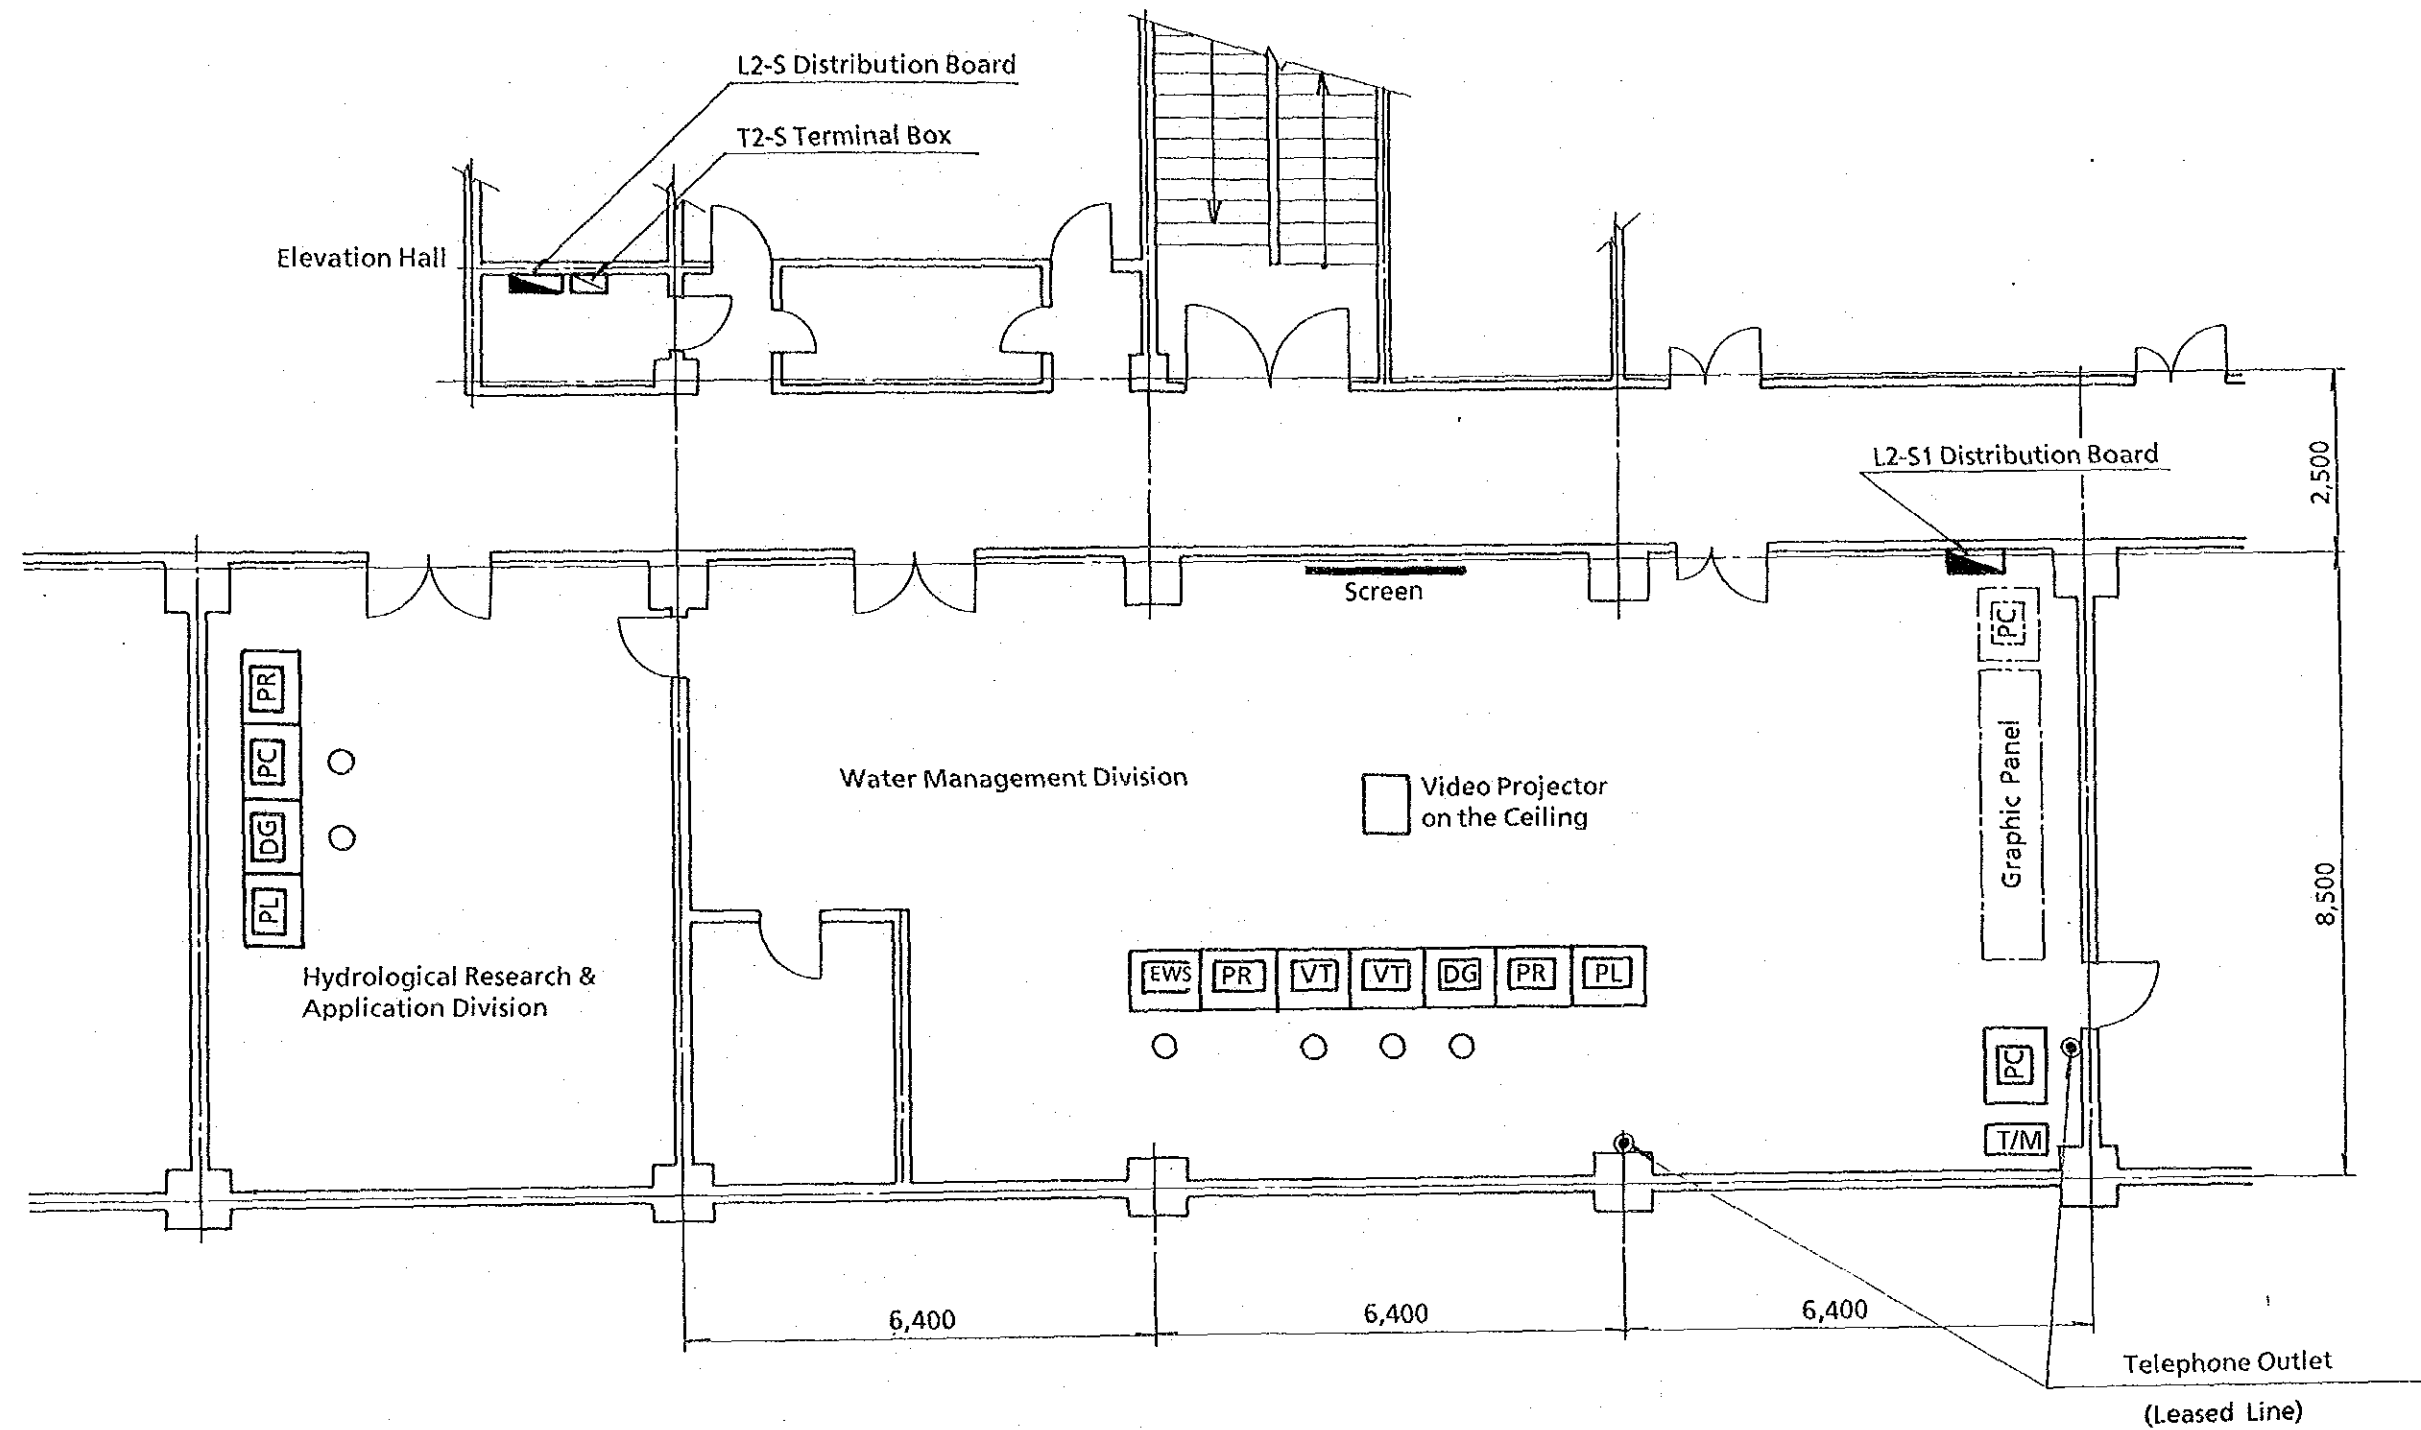 L2-S Distribution Board
T2-S Terminal Box
Elevation Hall
L2-S1 Distribution Board
2,500
Screen
PC
PR
PC
DG
PL
Water Management Division
Video Projector
on the Ceiling
Graphic Panel
8,500
Hydrological Research &
Application Division
EWS PR VT VT DG PR PL
PC
T/M
6,400
6,400
6,400
Telephone Outlet
(Leased Line)